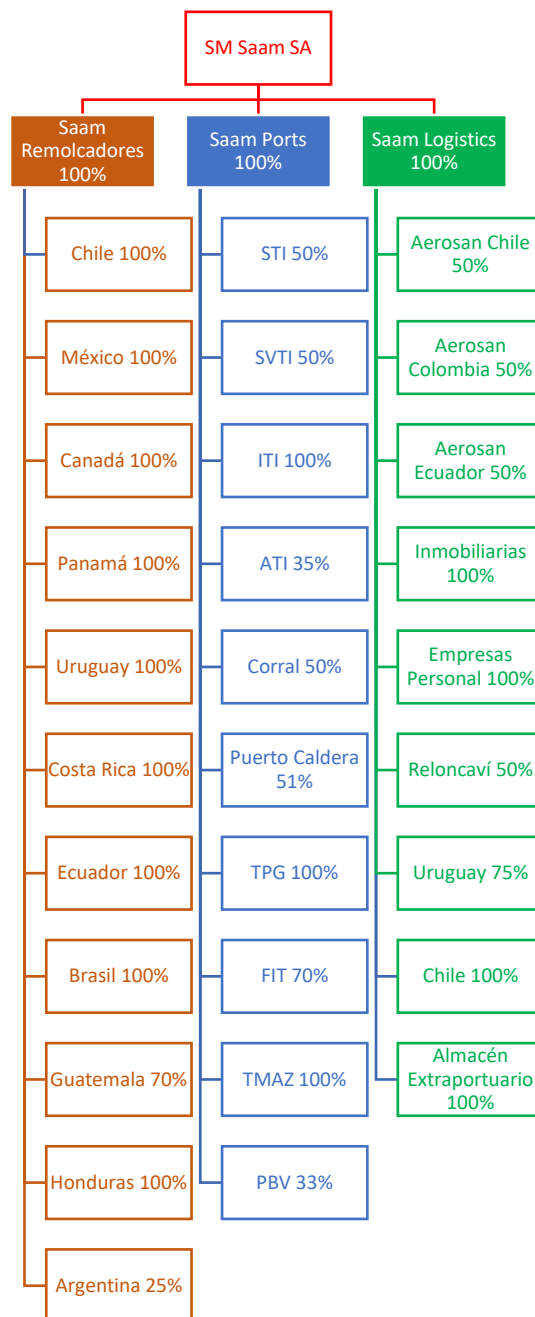 SM Saam SA
Saam
Remolcadores
100%
Saam Ports
100%
Saam Logistics
100%
Chile 100%
México 100%
Canadá 100%
Panamá 100%
Uruguay 100%
Costa Rica 100%
Ecuador 100%
Brasil 100%
Guatemala 70%
Honduras 100%
Argentina 25%
STI 50%
SVTI 50%
ITI 100%
ATI 35%
Corral 50%
Puerto Caldera
51%
TPG 100%
FIT 70%
TMAZ 100%
PBV 33%
Aerosan Chile
50%
Aerosan
Colombia 50%
Aerosan
Ecuador 50%
Inmobiliarias
100%
Empresas
Personal 100%
Reloncaví 50%
Uruguay 75%
Chile 100%
Almacén
Extraportuario
100%